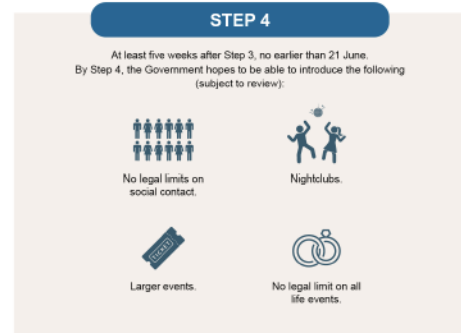 STEP 4
At least five weeks after Step 3, no earlier than 21 June.
By Step 4, the Government hopes to be able to introduce the following
(subject to review):
No legal limits on
social contact.
Nightclubs.
TICKET
Larger events.
No legal limit on all
life events.